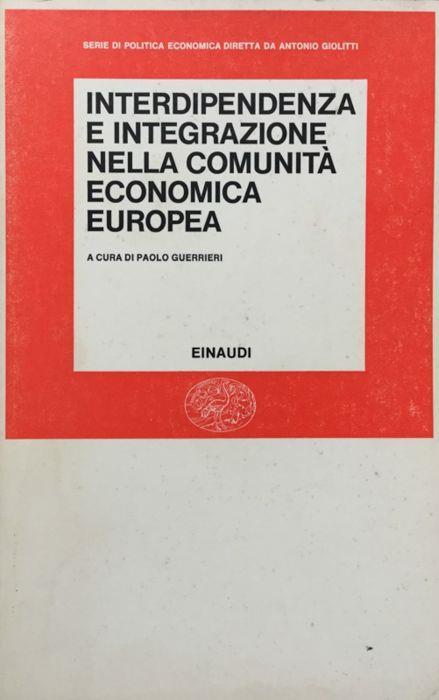 SERIE DI POLITICA ECONOMICA DIRETTA DA ANTONIO GIOLITTI
INTERDIPENDENZA
E INTEGRAZIONE
NELLA COMUNITÀ
ECONOMICA
EUROPEA
A CURA DI PAOLO GUERRIERI
EINAUDI